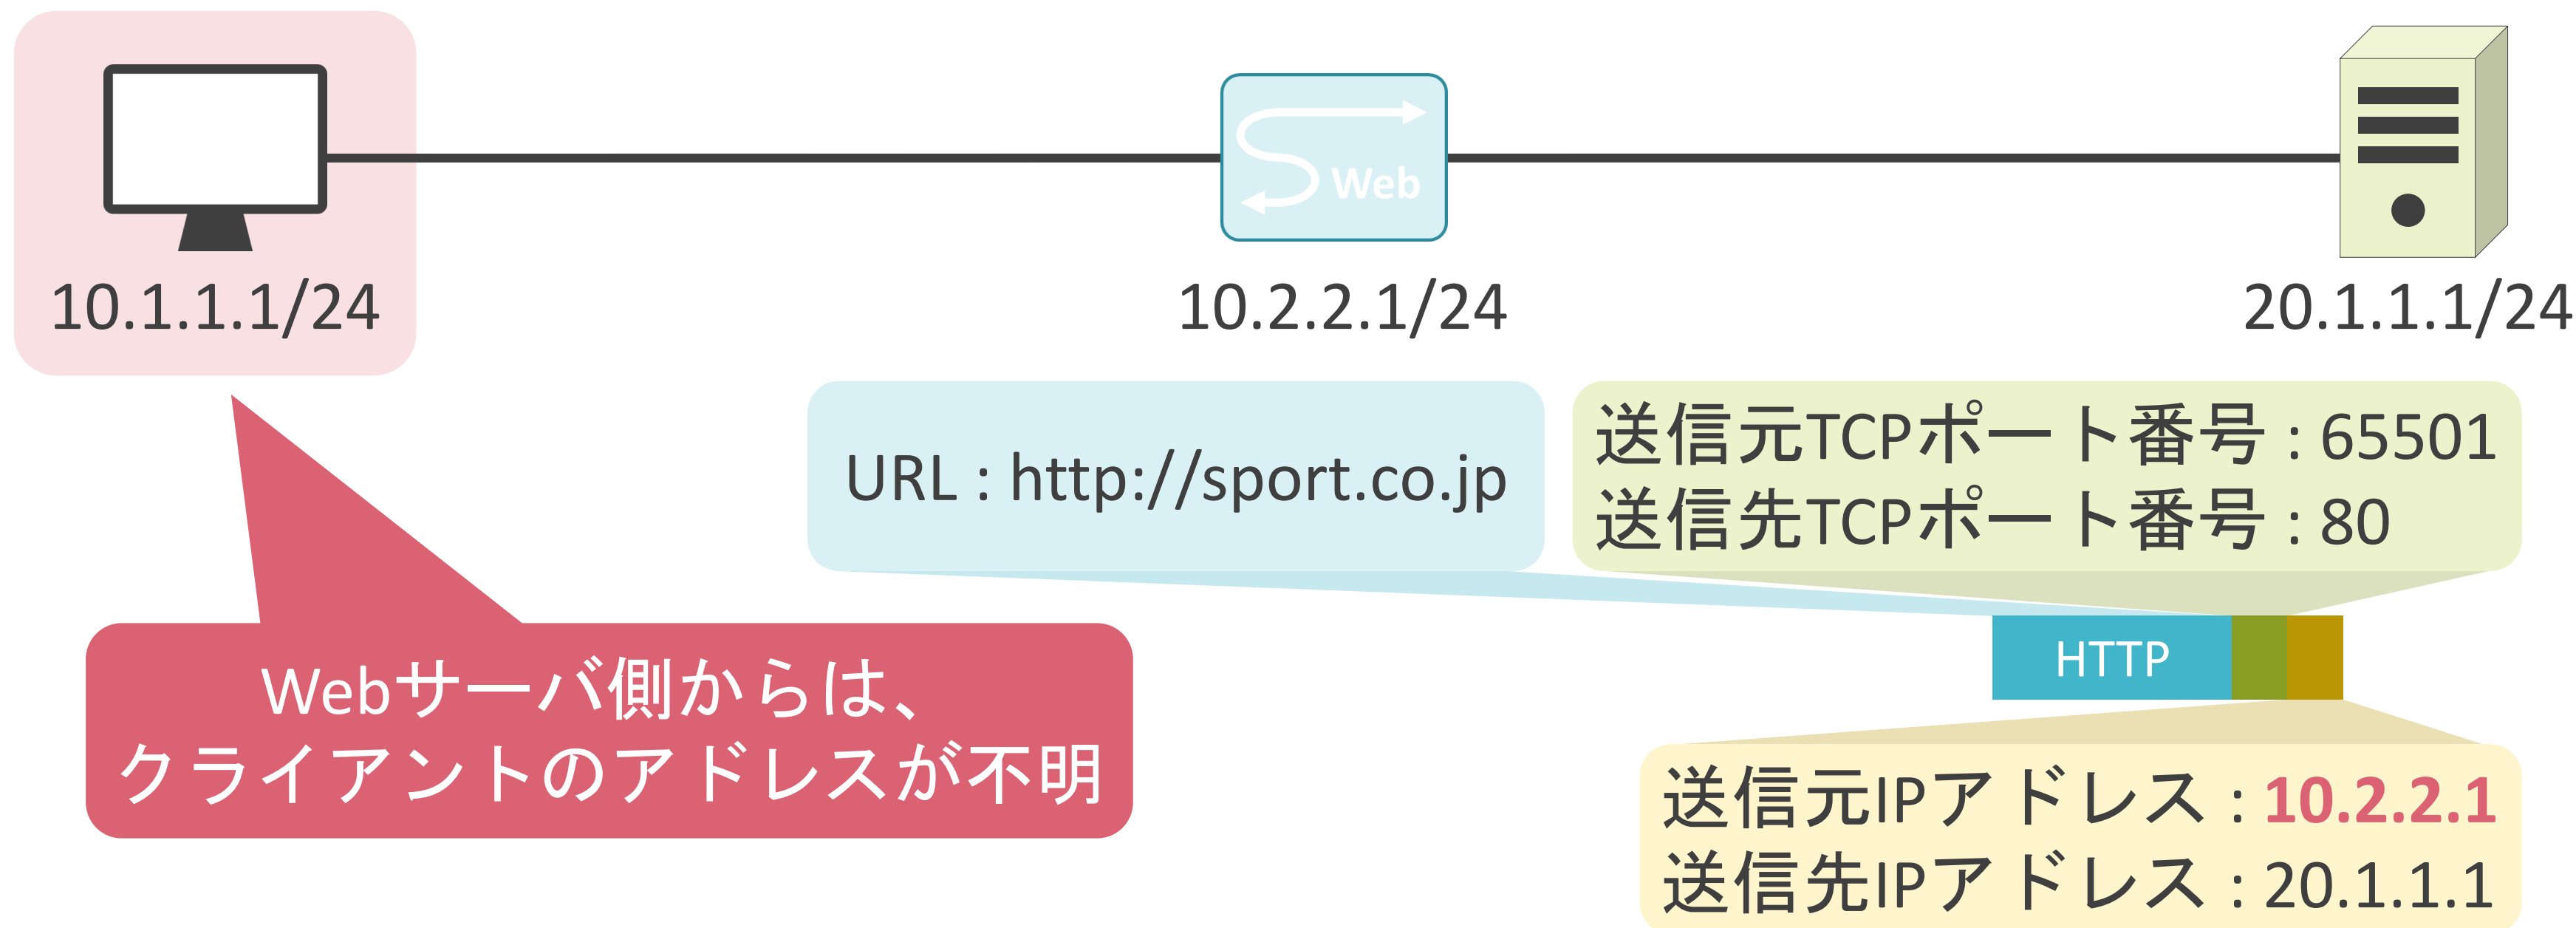 Web
10.1.1.1/24
10.2.2.1/24
20.1.1.1/24
URL : http://sport.co.jp
送信元TCPポート番号 : 65501
送信先TCPポート番号 : 80
HTTP
Webサーバ側からは、
クライアントのアドレスが不明
送信元IPアドレス : 10.2.2.1
送信先IPアドレス : 20.1.1.1